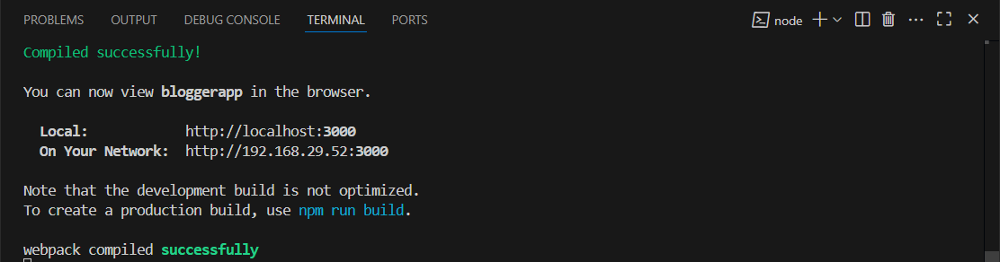 PROBLEMS OUTPUT DEBUG CONSOLE TERMINAL PORTS node
Compiled successfully!
You can now view bloggerapp in the browser.
Local: http://localhost:3000
On Your Network: http://192.168.29.52:3000
Note that the development build is not optimized.
To create a production build, use npm run build.
webpack compiled successfully